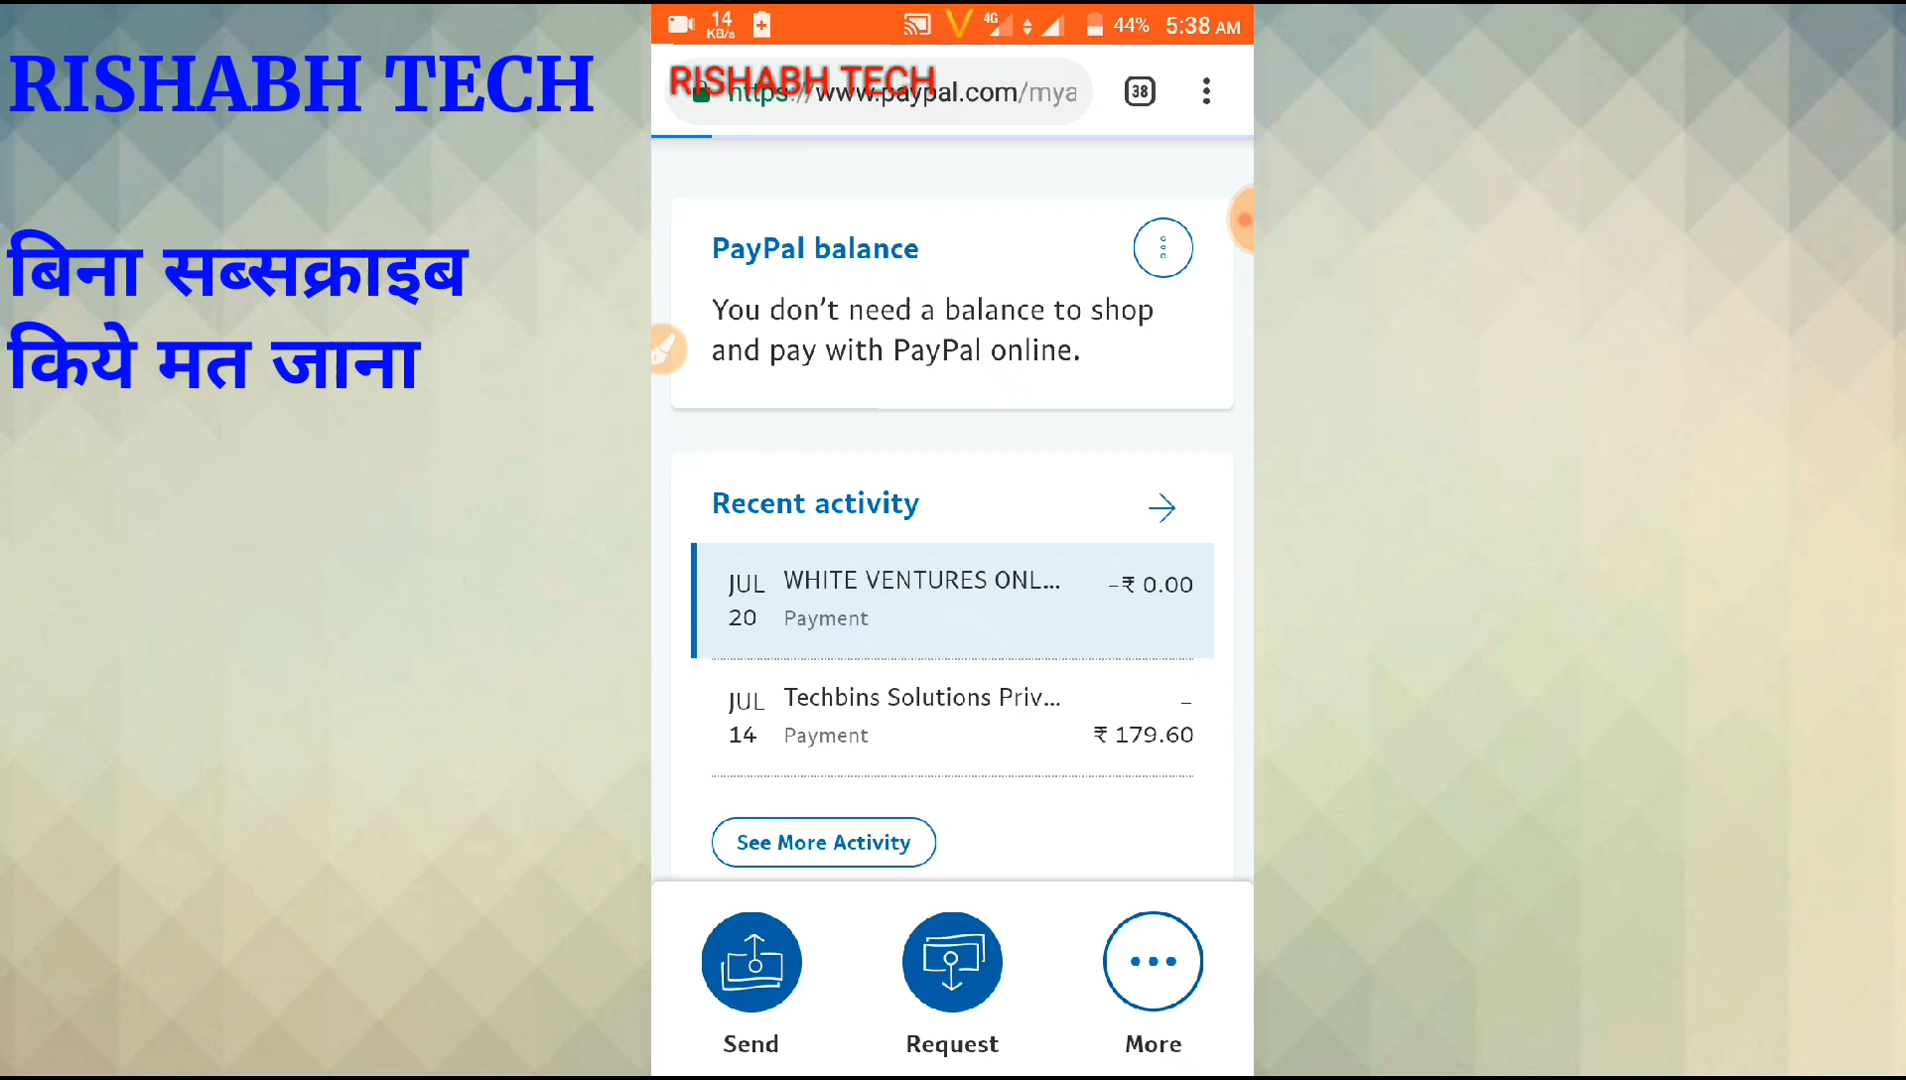 RISHABH TECH
बिना सब्सक्राइब
किये मत जाना
14
KB/s
4G
44%
5:38 AM
RISHABH TECH
https://www.paypal.com/mya
38
PayPal balance
You don’t need a balance to shop
and pay with PayPal online.
Recent activity
JUL
20
WHITE VENTURES ONL...
Payment
-₹ 0.00
JUL
14
Techbins Solutions Priv...
Payment
-
₹ 179.60
See More Activity
Send
Request
More